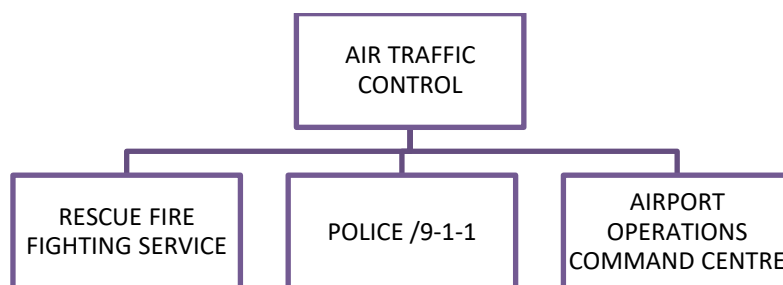 AIR TRAFFIC
CONTROL
RESCUE FIRE
FIGHTING SERVICE
POLICE /9-1-1
AIRPORT
OPERATIONS
COMMAND CENTRE